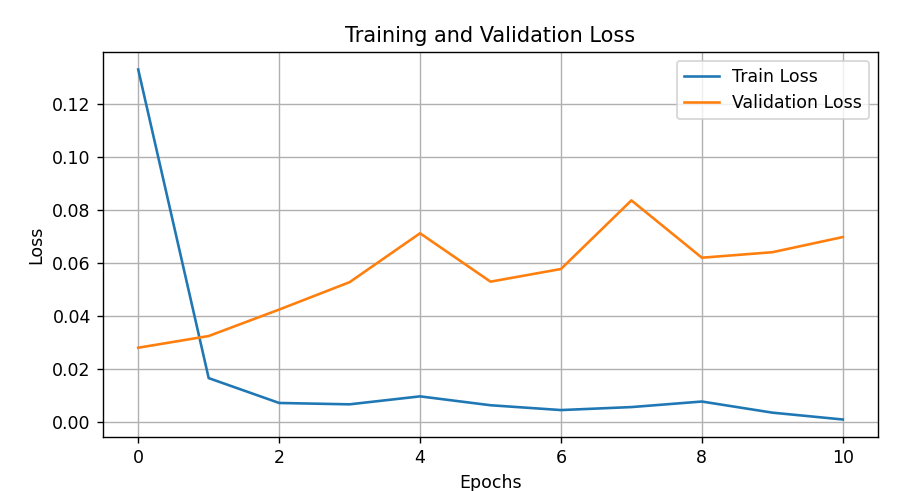 Training and Validation Loss
Train Loss
Validation Loss
0.12
0.10
0.08
0.06
0.04
0.02
0.00
Loss
0 2 4 6 8 10
Epochs